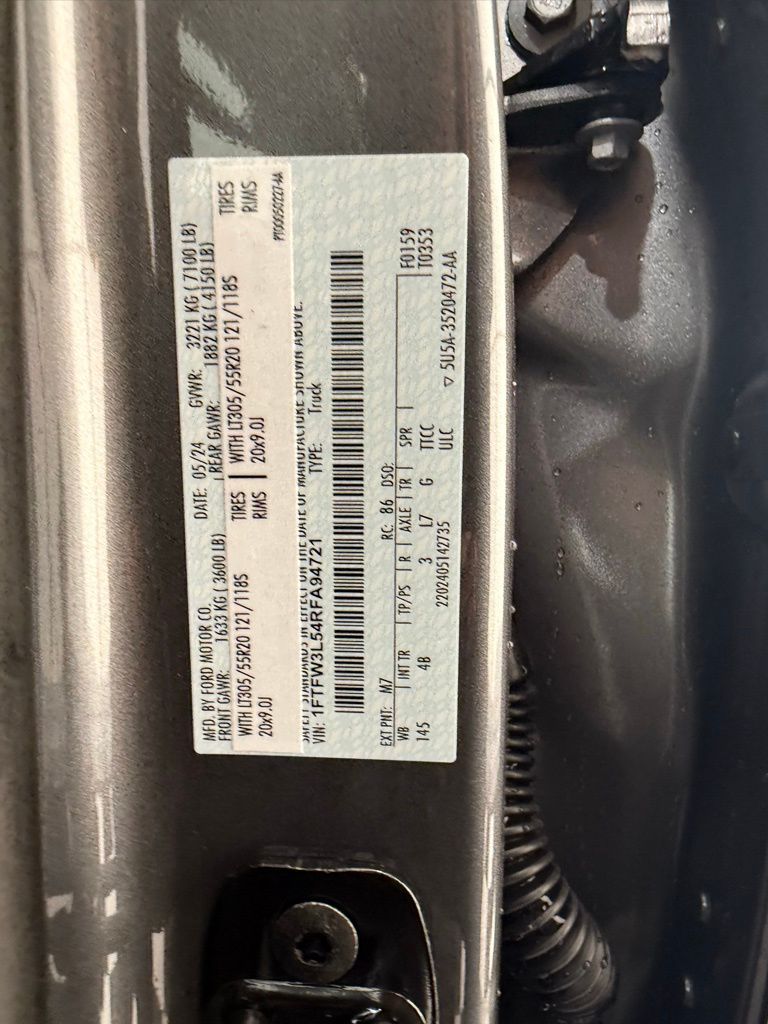 MFD. BY FORD MOTOR CO.
DATE: 05/24 GVWR: 3221 KG ( 7100 LB)
FRONT GAWR: 1633 KG ( 3600 LB) REAR GAWR: 1882 KG ( 4150 LB)
WITH LT305/55R20 121/118S TIRES WITH LT305/55R20 121/118S TIRES
20x9.0J RIMS 20x9.0J RIMS
PT00050227-AA
SAFETY STANDARDS IN EFFECT ON THE DATE OF MANUFACTURE SHOWN ABOVE.
VIN: 1FTFW3L54RFA94721 TYPE: Truck
EXT PNT: M7 RC: 86 DSO:
WB INT TR TP/PS R AXLE TR SPR F0159
145 4B 3 L7 G TTCC T0353
2202405142735 ULC ▽ 5U5A-3520472-AA